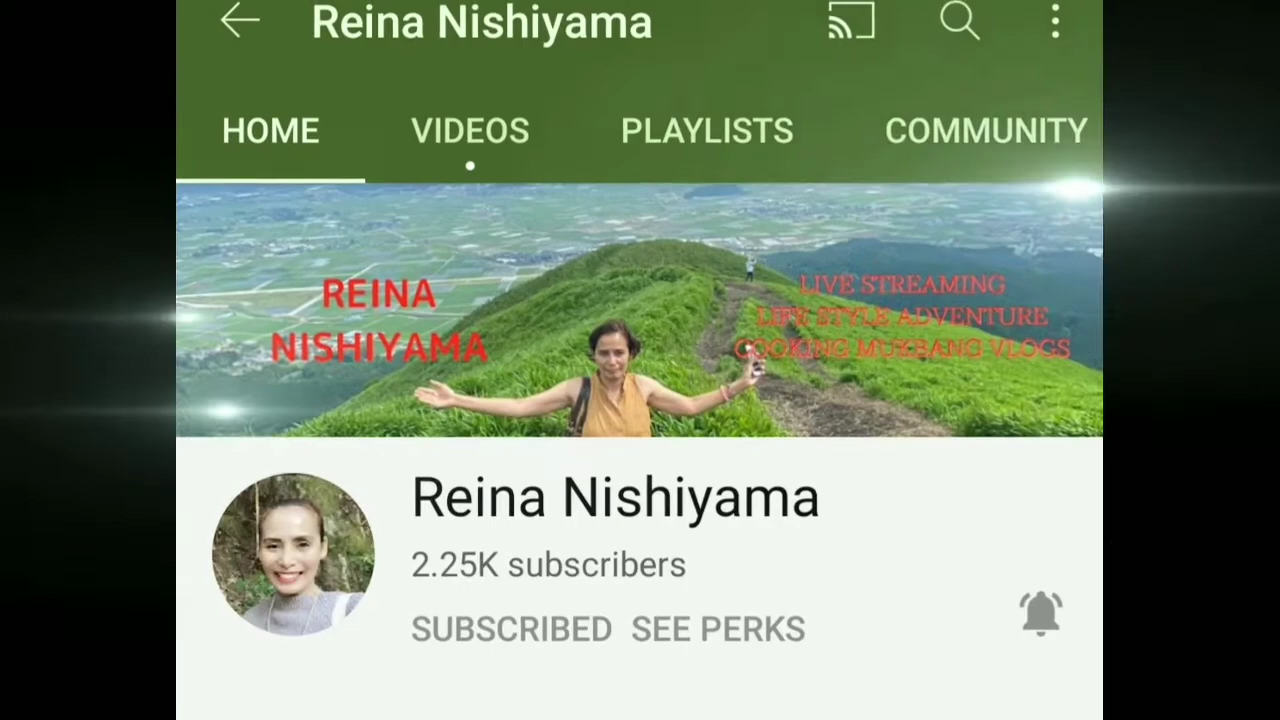 Reina Nishiyama
HOME VIDEOS PLAYLISTS COMMUNITY
REINA
NISHIYAMA
LIVE STREAMING
LIFE STYLE ADVENTURE
COOKING MUKBANG VLOGS
Reina Nishiyama
2.25K subscribers
SUBSCRIBED SEE PERKS